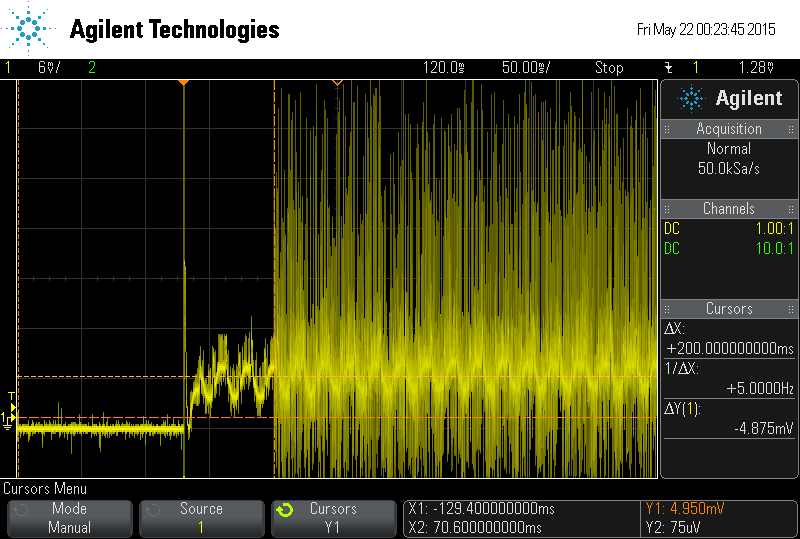 Agilent Technologies
Fri May 22 00:23:45 2015
1 6▿/ 2 120.0s 50.00s/ Stop 1 1.28▿
Agilent
Acquisition
Normal
50.0kSa/s
Channels
DC 1.00:1
DC 10.0:1
Cursors
ΔX:
+200.000000000ms
1/ΔX:
+5.0000Hz
ΔY(1):
-4.875mV
T
1
Cursors Menu
Mode
Manual
Source
1
Cursors
Y1
X1: -129.400000000ms
X2: 70.600000000ms
Y1: 4.950mV
Y2: 75uV